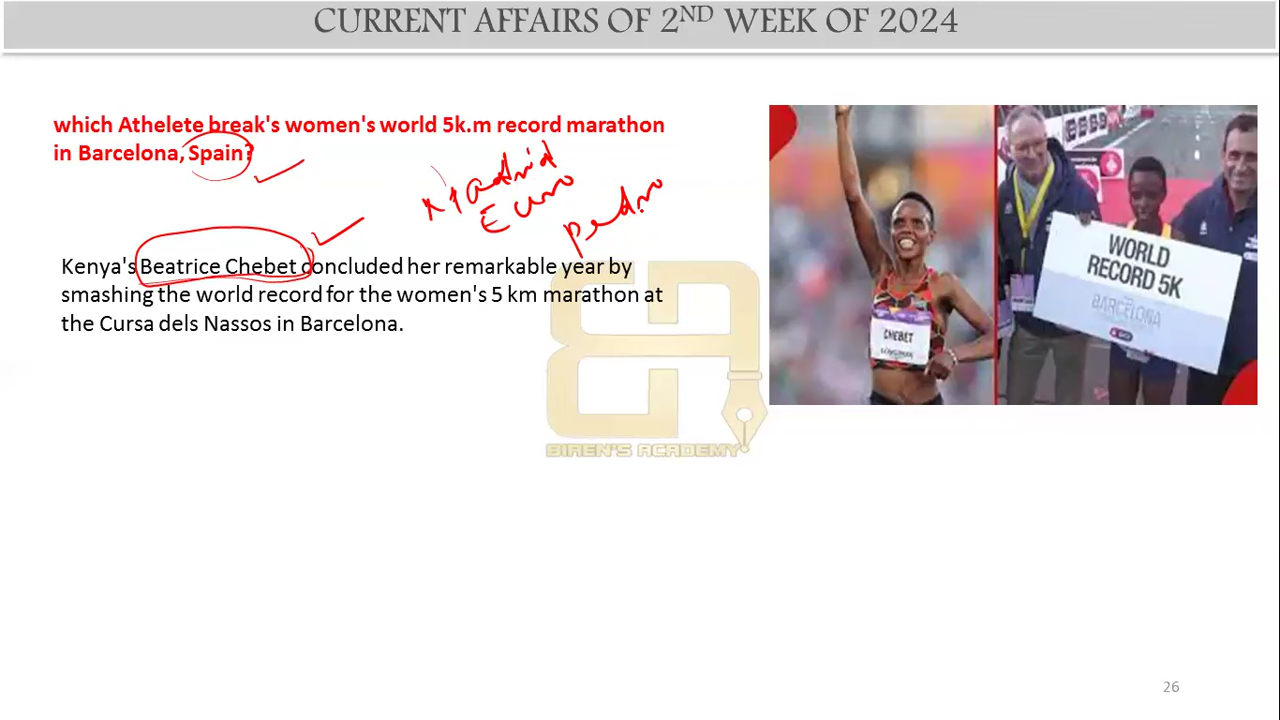 CURRENT AFFAIRS OF 2ND WEEK OF 2024
which Athelete break's women's world 5k.m record marathon
in Barcelona, Spain?
Madrid
Euro
Pedro
Kenya's Beatrice Chebet concluded her remarkable year by
smashing the world record for the women's 5 km marathon at
the Cursa dels Nassos in Barcelona.
CHEBET
WORLD
RECORD 5K
BARCELONA
BIREN'S ACADEMY
26